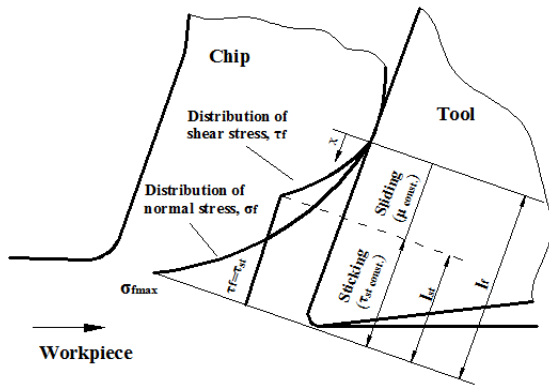 Chip
Tool
Distribution of
shear stress, τf
x
Distribution of
normal stress, σf
Sliding
(μ const.)
Sticking
(τst const.)
τf=τst
lst
lf
σfmax
Workpiece